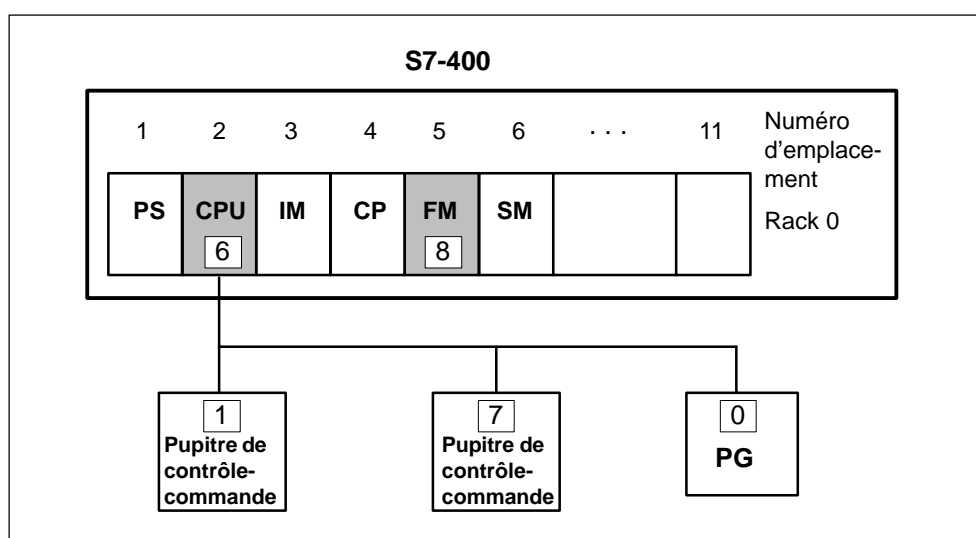 S7-400
1 2 3 4 5 6 . . . 11
Numéro
d’emplace-
ment
Rack 0
PS CPU IM CP FM SM
6 8
1
Pupitre de
contrôle-
commande
7
Pupitre de
contrôle-
commande
0
PG